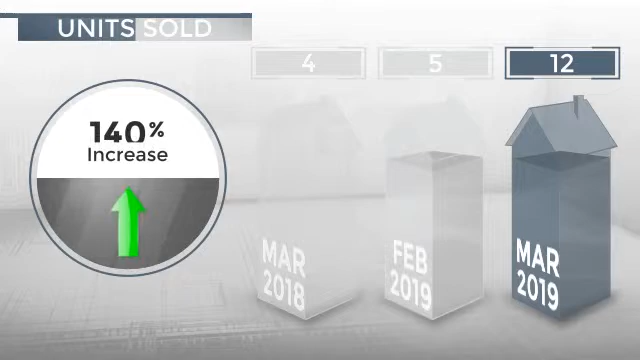 UNITS SOLD
4
5
12
140%
Increase
MAR
2018
FEB
2019
MAR
2019